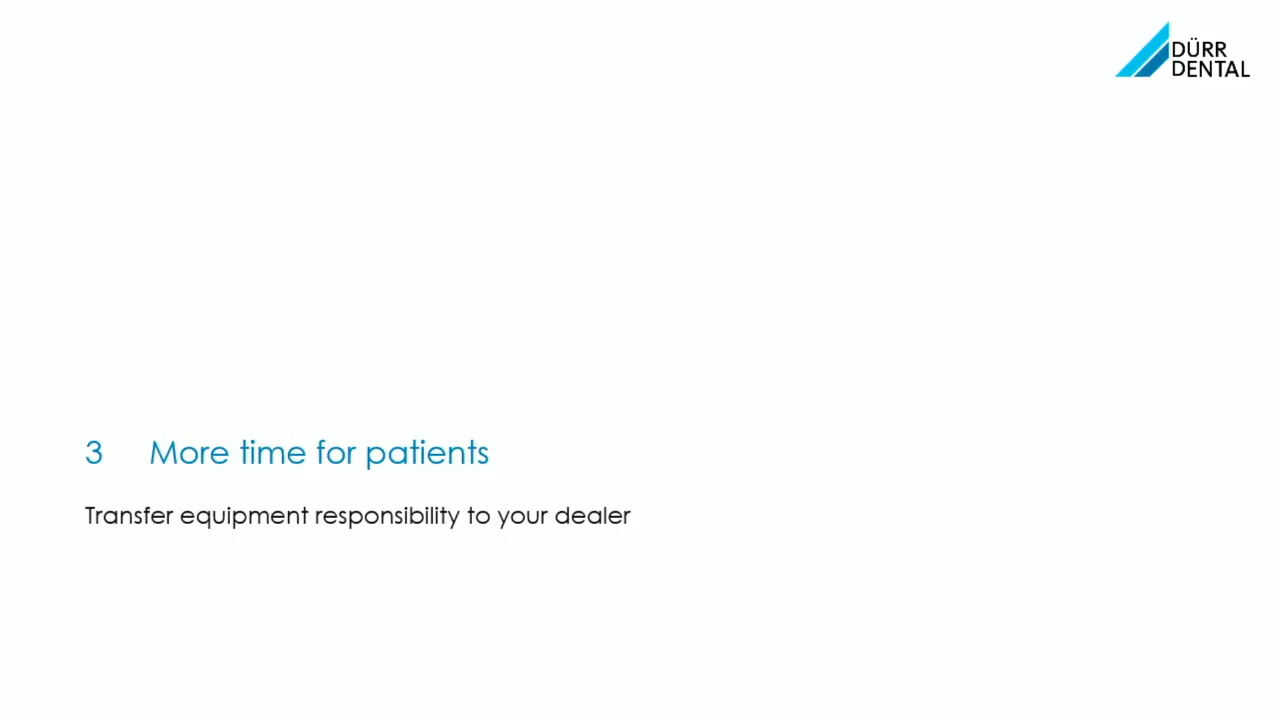 DÜRR
DENTAL
3 More time for patients
Transfer equipment responsibility to your dealer